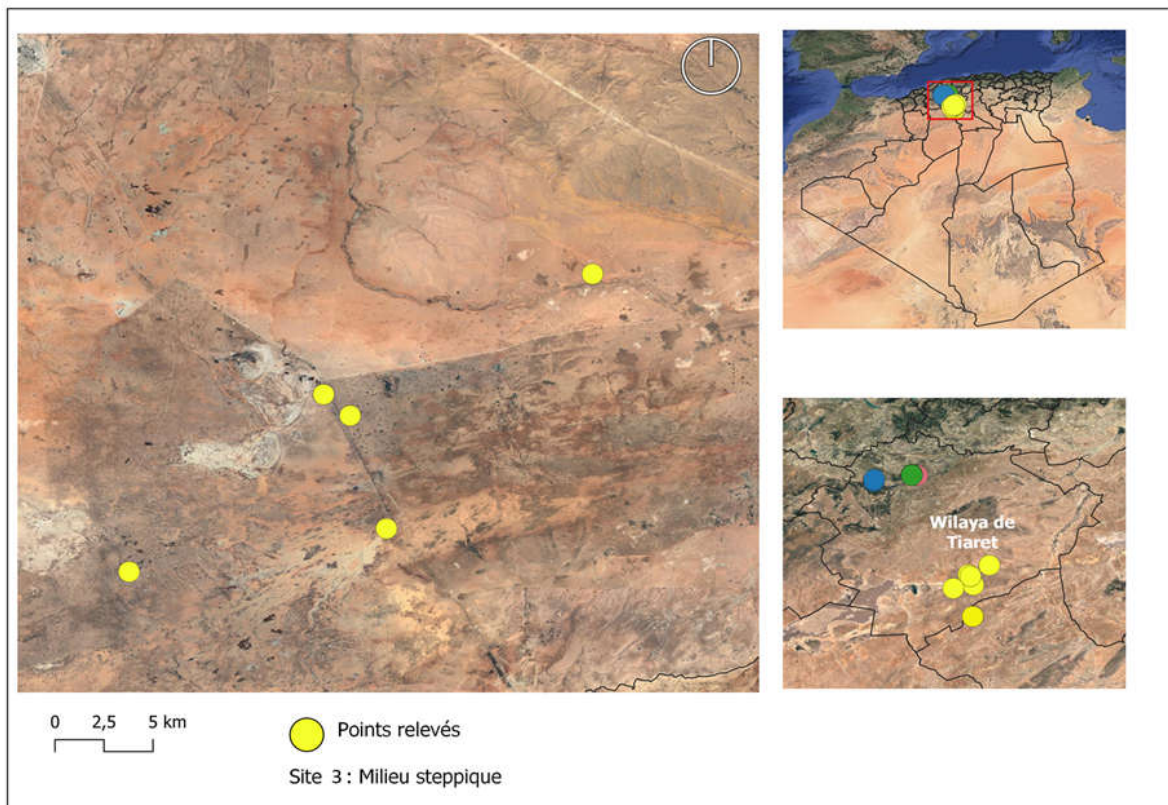 Wilaya de
Tiaret
0 2,5 5 km
Points relevés
Site 3 : Milieu steppique